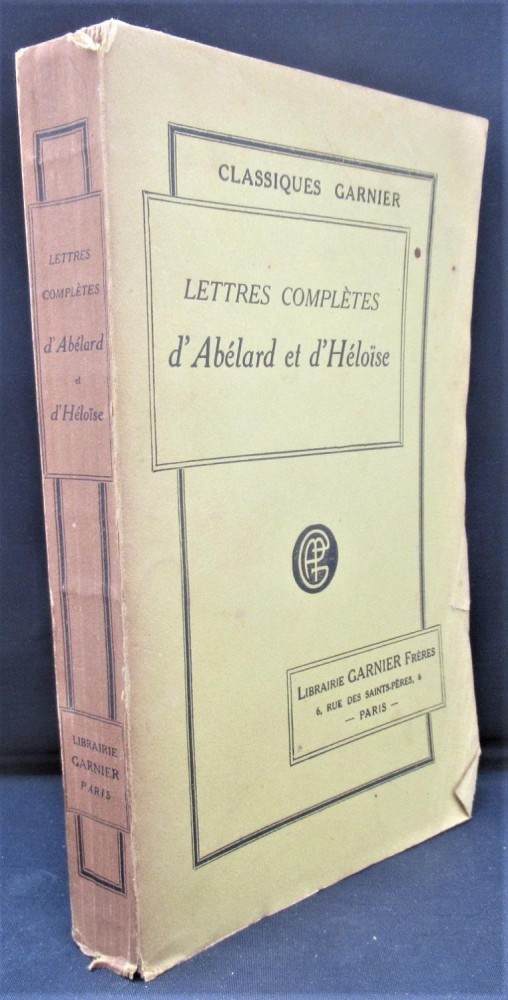 LETTRES
COMPLÈTES
d'Abélard
et
d'Héloïse
LIBRAIRIE
GARNIER
PARIS
CLASSIQUES GARNIER
LETTRES COMPLÈTES
d'Abélard et d'Héloïse
LIBRAIRIE GARNIER FRÈRES
6, RUE DES SAINTS-PÈRES, 6
— PARIS —